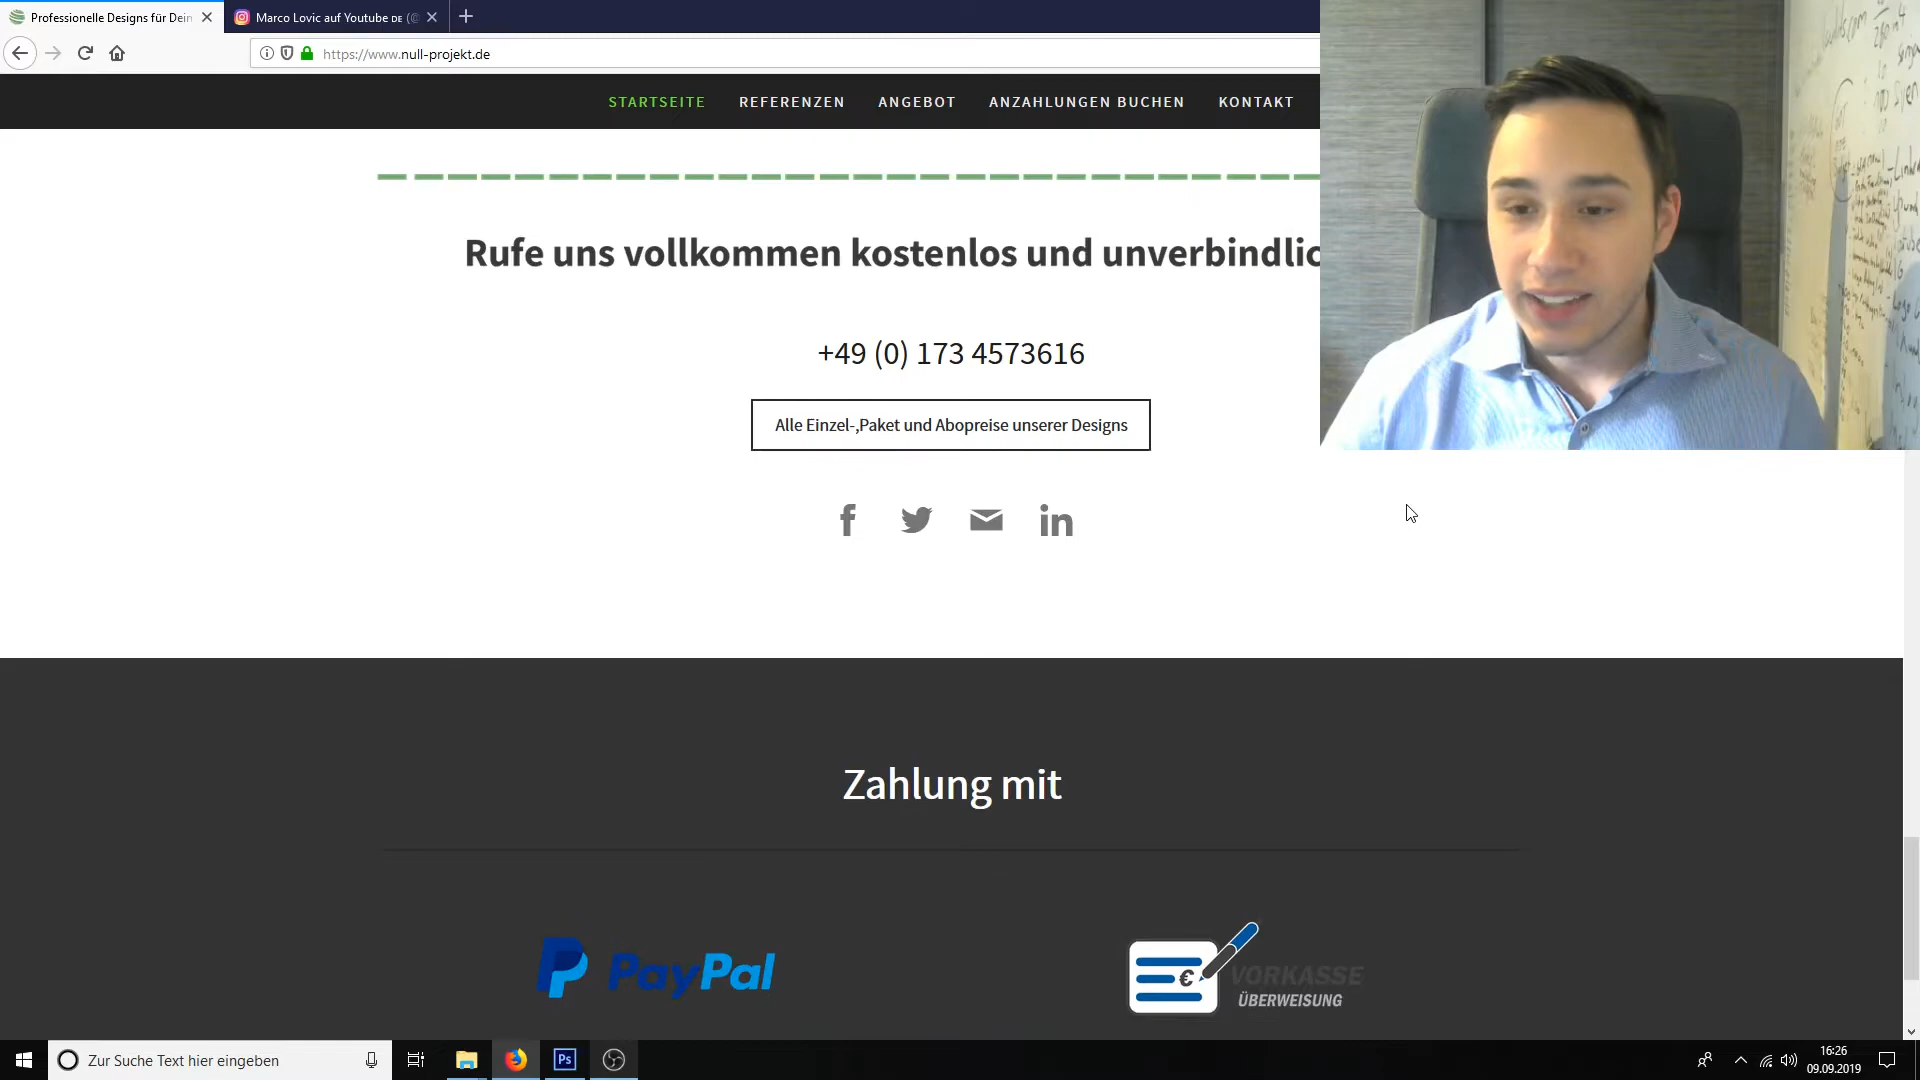 Professionelle Designs für Dein
Marco Lovic auf Youtube DE (@
https://www.null-projekt.de
STARTSEITE REFERENZEN ANGEBOT ANZAHLUNGEN BUCHEN KONTAKT
Rufe uns vollkommen kostenlos und unverbindlic
+49 (0) 173 4573616
Alle Einzel-,Paket und Abopreise unserer Designs
Zahlung mit
PayPal
€
VORKASSE
ÜBERWEISUNG
Zur Suche Text hier eingeben
Ps
16:26
09.09.2019